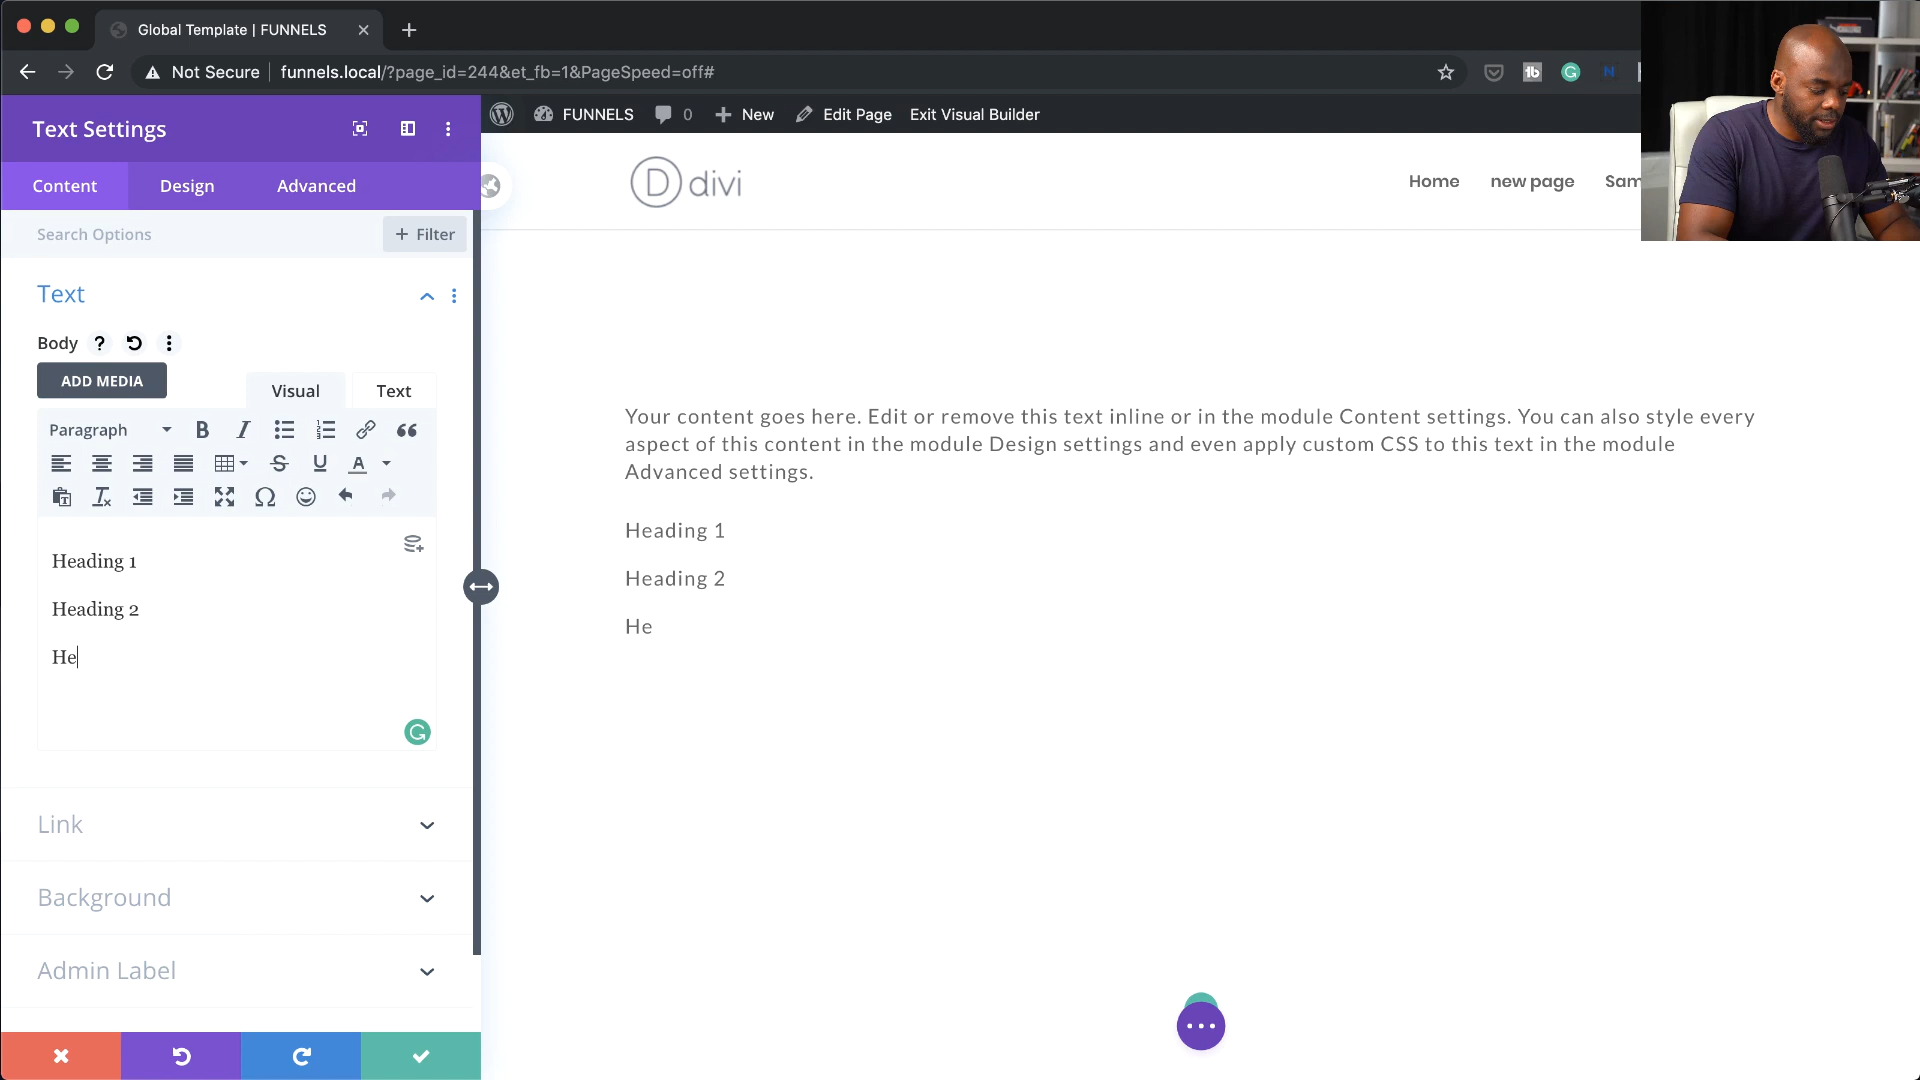 Global Template | FUNNELS
Not Secure
funnels.local/?page_id=244&et_fb=1&PageSpeed=off#
Text Settings
FUNNELS
0
New
Edit Page
Exit Visual Builder
Content
Design
Advanced
divi
Home
new page
Sam
Search Options
+ Filter
Text
Body
ADD MEDIA
Visual
Text
Paragraph
Heading 1
Heading 2
He
Link
Background
Admin Label
Your content goes here. Edit or remove this text inline or in the module Content settings. You can also style every
aspect of this content in the module Design settings and even apply custom CSS to this text in the module
Advanced settings.
Heading 1
Heading 2
He